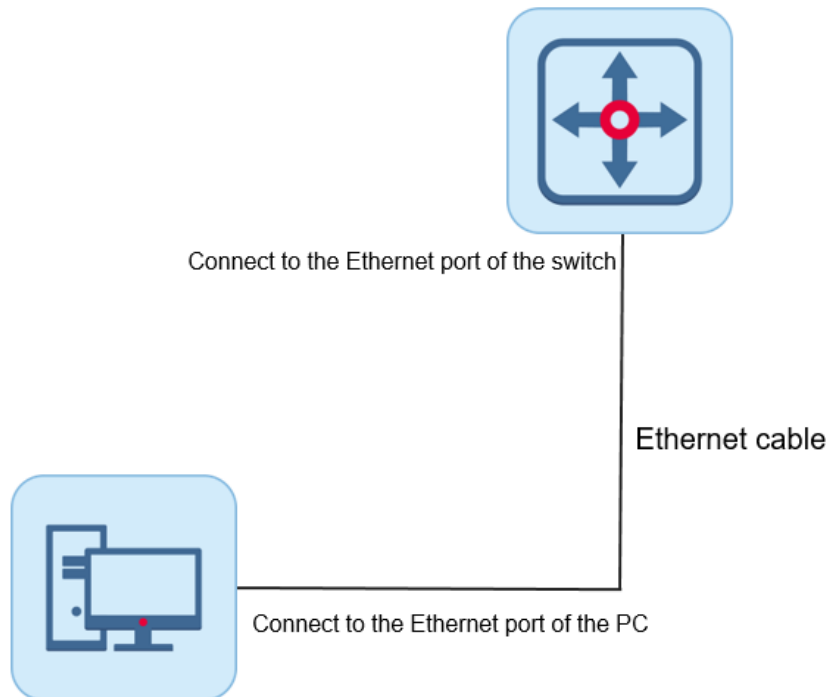 Connect to the Ethernet port of the switch
Ethernet cable
Connect to the Ethernet port of the PC